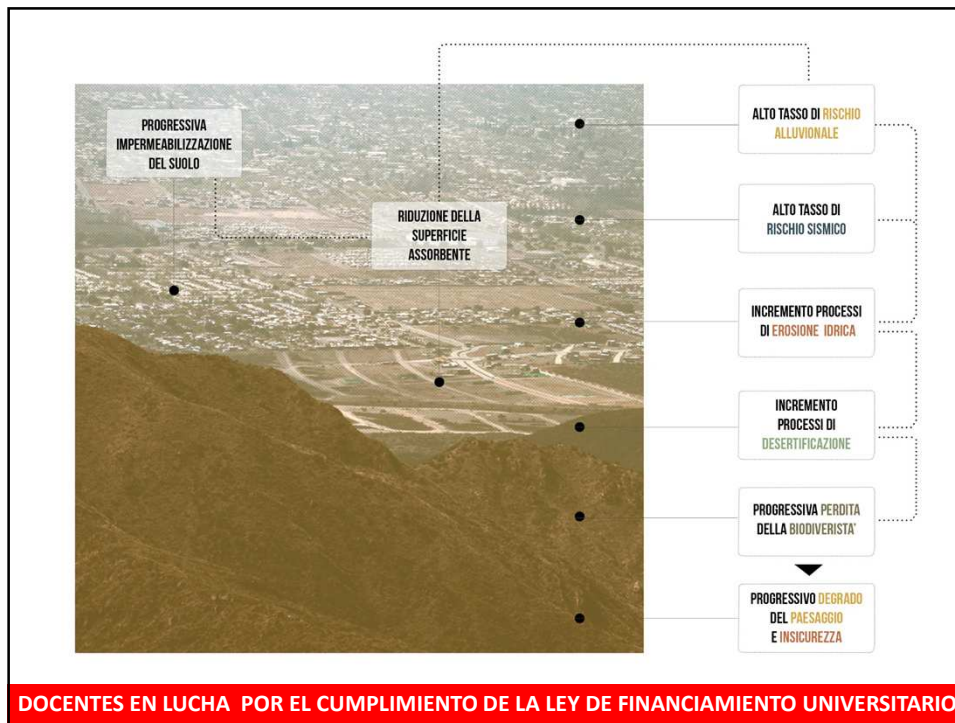 PROGRESSIVA
IMPERMEABILIZZAZIONE
DEL SUOLO
RIDUZIONE DELLA
SUPERFICIE
ASSORBENTE
ALTO TASSO DI RISCHIO
ALLUVIONALE
ALTO TASSO DI
RISCHIO SISMICO
INCREMENTO PROCESSI
DI EROSIONE IDRICA
INCREMENTO
PROCESSI DI
DESERTIFICAZIONE
PROGRESSIVA PERDITA
DELLA BIODIVERISTA'
PROGRESSIVO DEGRADO
DEL PAESAGGIO
E INSICUREZZA
DOCENTES EN LUCHA POR EL CUMPLIMIENTO DE LA LEY DE FINANCIAMIENTO UNIVERSITARIO